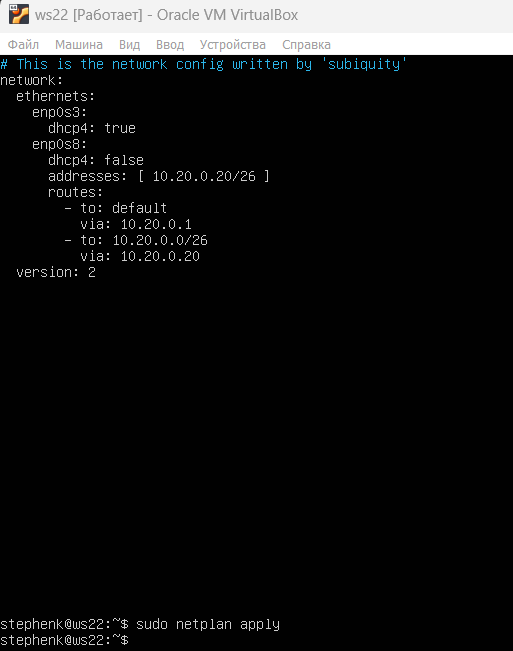 ws22 [Работает] - Oracle VM VirtualBox
Файл Машина Вид Ввод Устройства Справка
# This is the network config written by 'subiquity'
network:
  ethernets:
    enp0s3:
      dhcp4: true
    enp0s8:
      dhcp4: false
      addresses: [ 10.20.0.20/26 ]
      routes:
        - to: default
          via: 10.20.0.1
        - to: 10.20.0.0/26
          via: 10.20.0.20
  version: 2
stephenk@ws22:~$ sudo netplan apply
stephenk@ws22:~$